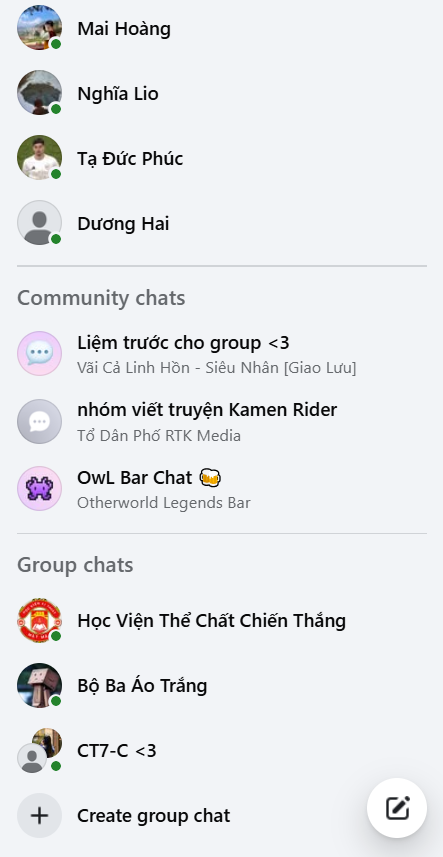 Mai Hoàng
Nghĩa Lio
Tạ Đức Phúc
Dương Hai
Community chats
Liệm trước cho group <3
Vãi Cả Linh Hồn - Siêu Nhân [Giao Lưu]
nhóm viết truyện Kamen Rider
Tổ Dân Phố RTK Media
OwL Bar Chat 🍻
Otherworld Legends Bar
Group chats
Học Viện Thể Chất Chiến Thắng
Bộ Ba Áo Trắng
CT7-C <3
Create group chat